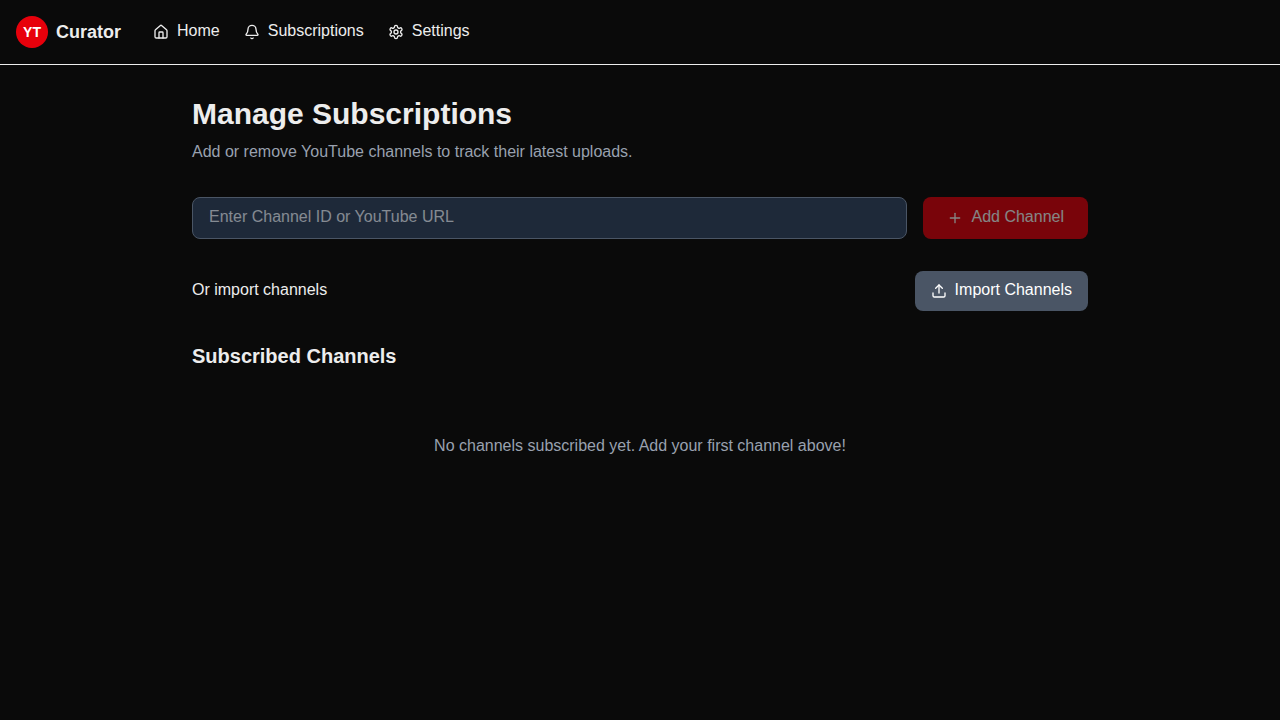 YT Curator Home Subscriptions Settings
Manage Subscriptions
Add or remove YouTube channels to track their latest uploads.
Enter Channel ID or YouTube URL Add Channel
Or import channels Import Channels
Subscribed Channels
No channels subscribed yet. Add your first channel above!